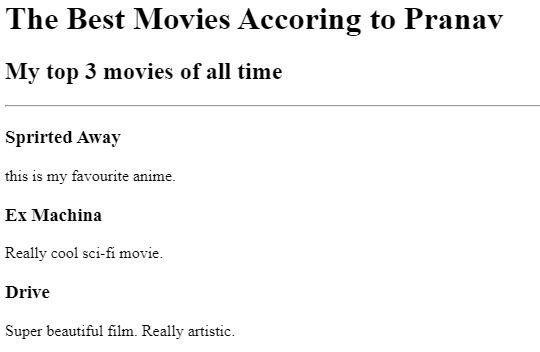 The Best Movies Accoring to Pranav
My top 3 movies of all time
Sprirted Away
this is my favourite anime.
Ex Machina
Really cool sci-fi movie.
Drive
Super beautiful film. Really artistic.